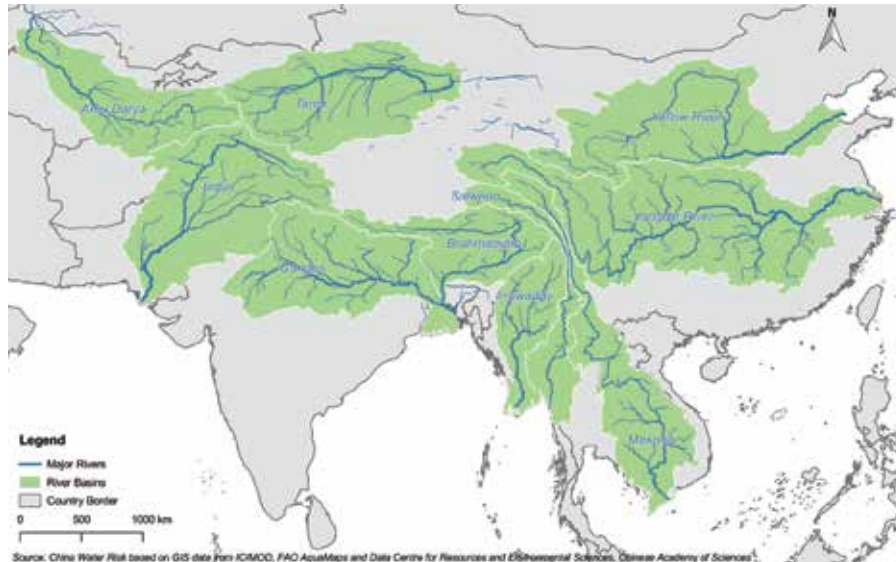 N
Amu Darya
Tarim
Yellow River
Indus
Salween
Yangtze River
Brahmaputra
Ganges
Irrawaddy
Mekong
Legend
Major Rivers
River Basins
Country Border
0 500 1000 km
Source: China Water Risk based on GIS data from ICIMOD, FAO AquaMaps and Data Centre for Resources and Environmental Sciences, Chinese Academy of Sciences